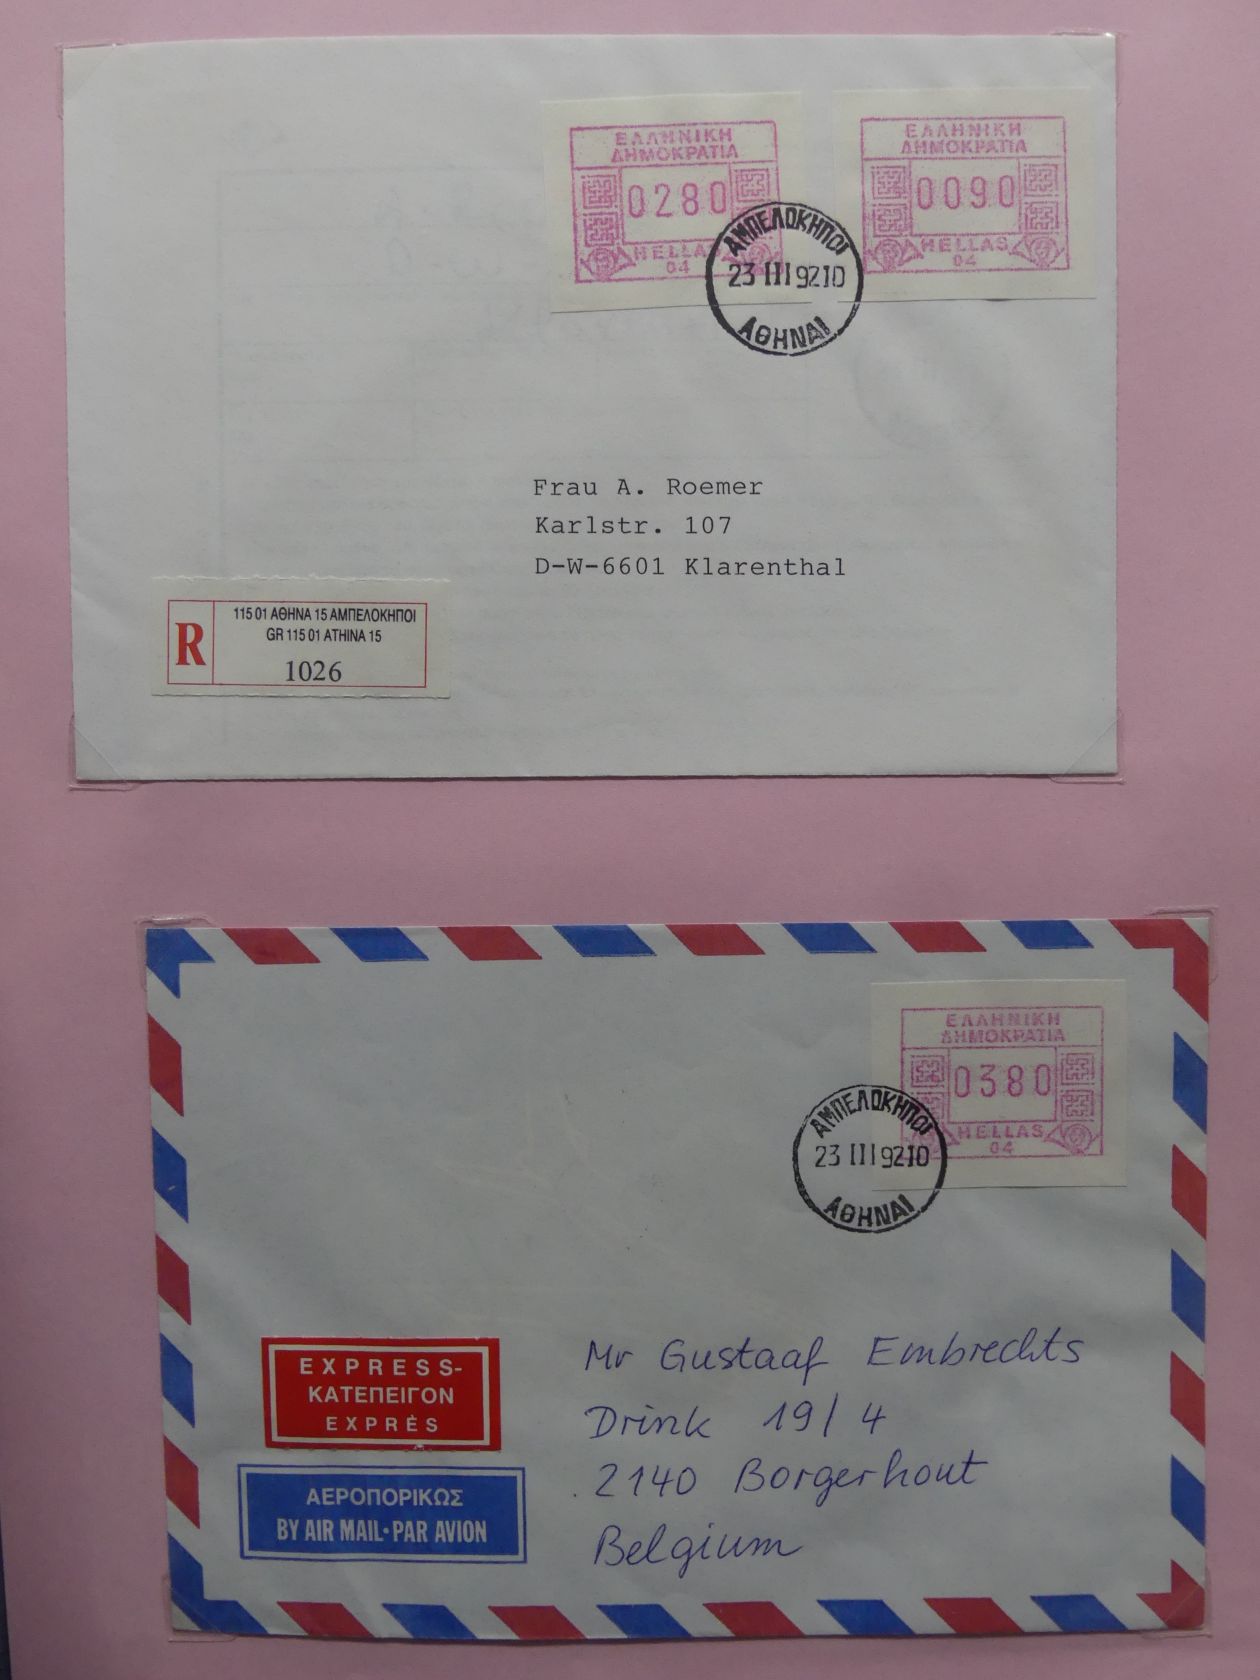 ΕΛΛΗΝΙΚΗ
ΔΗΜΟΚΡΑΤΙΑ
0280
HELLAS
04
ΕΛΛΗΝΙΚΗ
ΔΗΜΟΚΡΑΤΙΑ
0090
HELLAS
04
ΑΜΠΕΛΟΚΗΠΟΙ
23 III 92 10
ΑΘΗΝΑΙ
Frau A. Roemer
Karlstr. 107
D-W-6601 Klarenthal
R
115 01 ΑΘΗΝΑ 15 ΑΜΠΕΛΟΚΗΠΟΙ
GR 115 01 ATHINA 15
1026
ΕΛΛΗΝΙΚΗ
ΔΗΜΟΚΡΑΤΙΑ
0380
HELLAS
04
ΑΜΠΕΛΟΚΗΠΟΙ
23 III 92 10
ΑΘΗΝΑΙ
EXPRESS-
ΚΑΤΕΠΕΙΓΟΝ
EXPRÈS
ΑΕΡΟΠΟΡΙΚΩΣ
BY AIR MAIL·PAR AVION
Mr Gustaaf Embrechts
Drink 19/4
2140 Borgerhout
Belgium